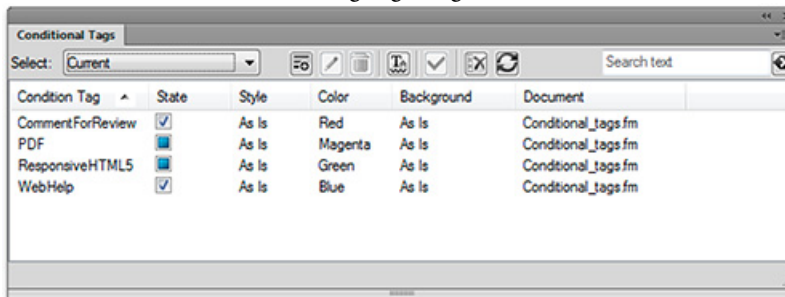 Conditional Tags
Select: Current
Search text
Condition Tag State Style Color Background Document
CommentForReview As Is Red As Is Conditional_tags.fm
PDF As Is Magenta As Is Conditional_tags.fm
ResponsiveHTML5 As Is Green As Is Conditional_tags.fm
WebHelp As Is Blue As Is Conditional_tags.fm